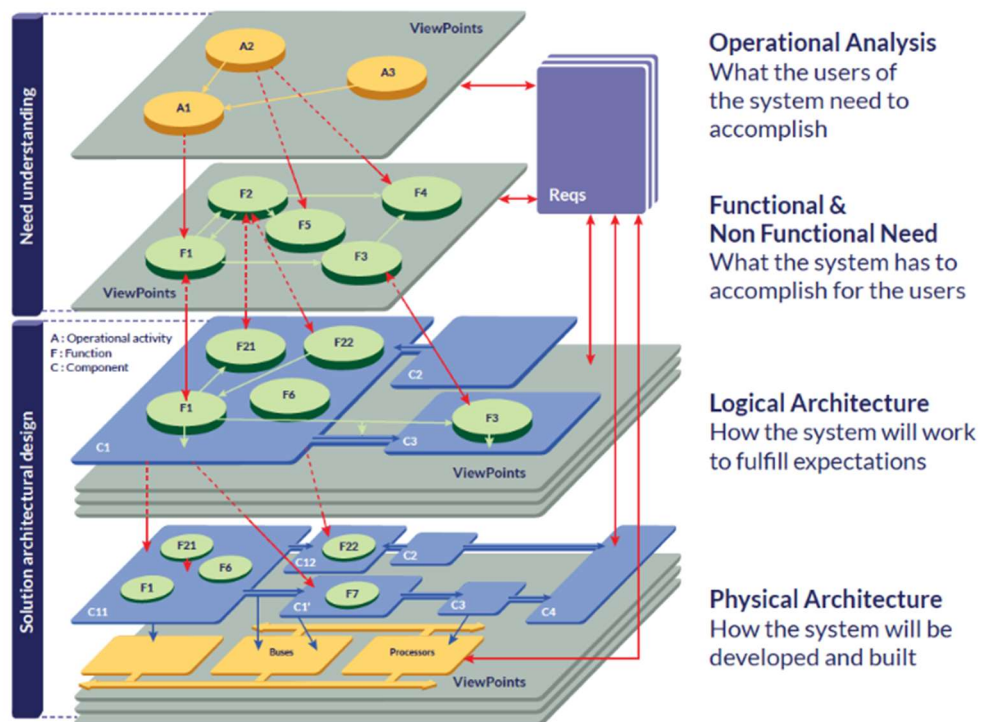 ViewPoints
A2
A3
A1
Need understanding
Reqs
F2
F4
F5
F1
F3
ViewPoints
Operational Analysis
What the users of
the system need to
accomplish
Functional &
Non Functional Need
What the system has to
accomplish for the users
A : Operational activity
F : Function
C : Component
F21
F22
C2
F6
F1
F3
C1
C3
ViewPoints
Solution architectural design
Logical Architecture
How the system will work
to fulfill expectations
F21
F22
C2
C12
F6
F1
F7
C11
C1'
C3
C4
Buses
Processors
ViewPoints
Physical Architecture
How the system will be
developed and built